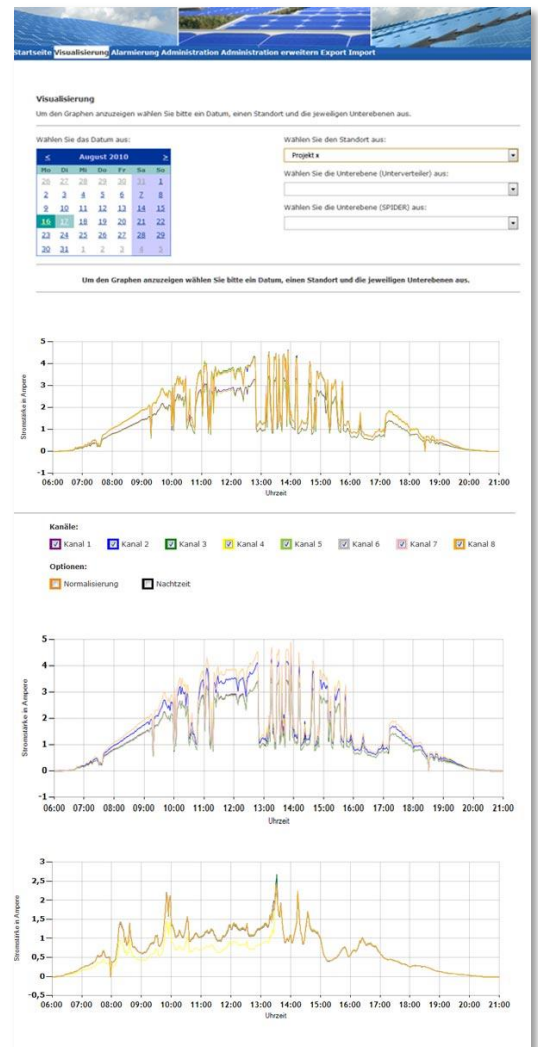 Startseite Visualisierung Alarmierung Administration Administration erweitern Export Import
Visualisierung
Um den Graphen anzuzeigen wählen Sie bitte ein Datum, einen Standort und die jeweiligen Unterebenen aus.
Wählen Sie das Datum aus:
< August 2010 >
Mo Di Mi Do Fr Sa So
26 27 28 29 30 31 1
2 3 4 5 6 7 8
9 10 11 12 13 14 15
16 17 18 19 20 21 22
23 24 25 26 27 28 29
30 31 1 2 3 4 5
Wählen Sie den Standort aus:
Projekt x
Wählen Sie die Unterebene (Unterverteiler) aus:
Wählen Sie die Unterebene (SPIDER) aus:
Um den Graphen anzuzeigen wählen Sie bitte ein Datum, einen Standort und die jeweiligen Unterebenen aus.
Stromstärke in Ampere
5
4
3
2
1
0
-1
06:00 07:00 08:00 09:00 10:00 11:00 12:00 13:00 14:00 15:00 16:00 17:00 18:00 19:00 20:00 21:00
Uhrzeit
Kanäle:
Kanal 1 Kanal 2 Kanal 3 Kanal 4 Kanal 5 Kanal 6 Kanal 7 Kanal 8
Optionen:
Normalisierung Nachtzeit
Stromstärke in Ampere
5
4
3
2
1
0
-1
06:00 07:00 08:00 09:00 10:00 11:00 12:00 13:00 14:00 15:00 16:00 17:00 18:00 19:00 20:00 21:00
Uhrzeit
Stromstärke in Ampere
3
2,5
2
1,5
1
0,5
0
-0,5
06:00 07:00 08:00 09:00 10:00 11:00 12:00 13:00 14:00 15:00 16:00 17:00 18:00 19:00 20:00 21:00
Uhrzeit